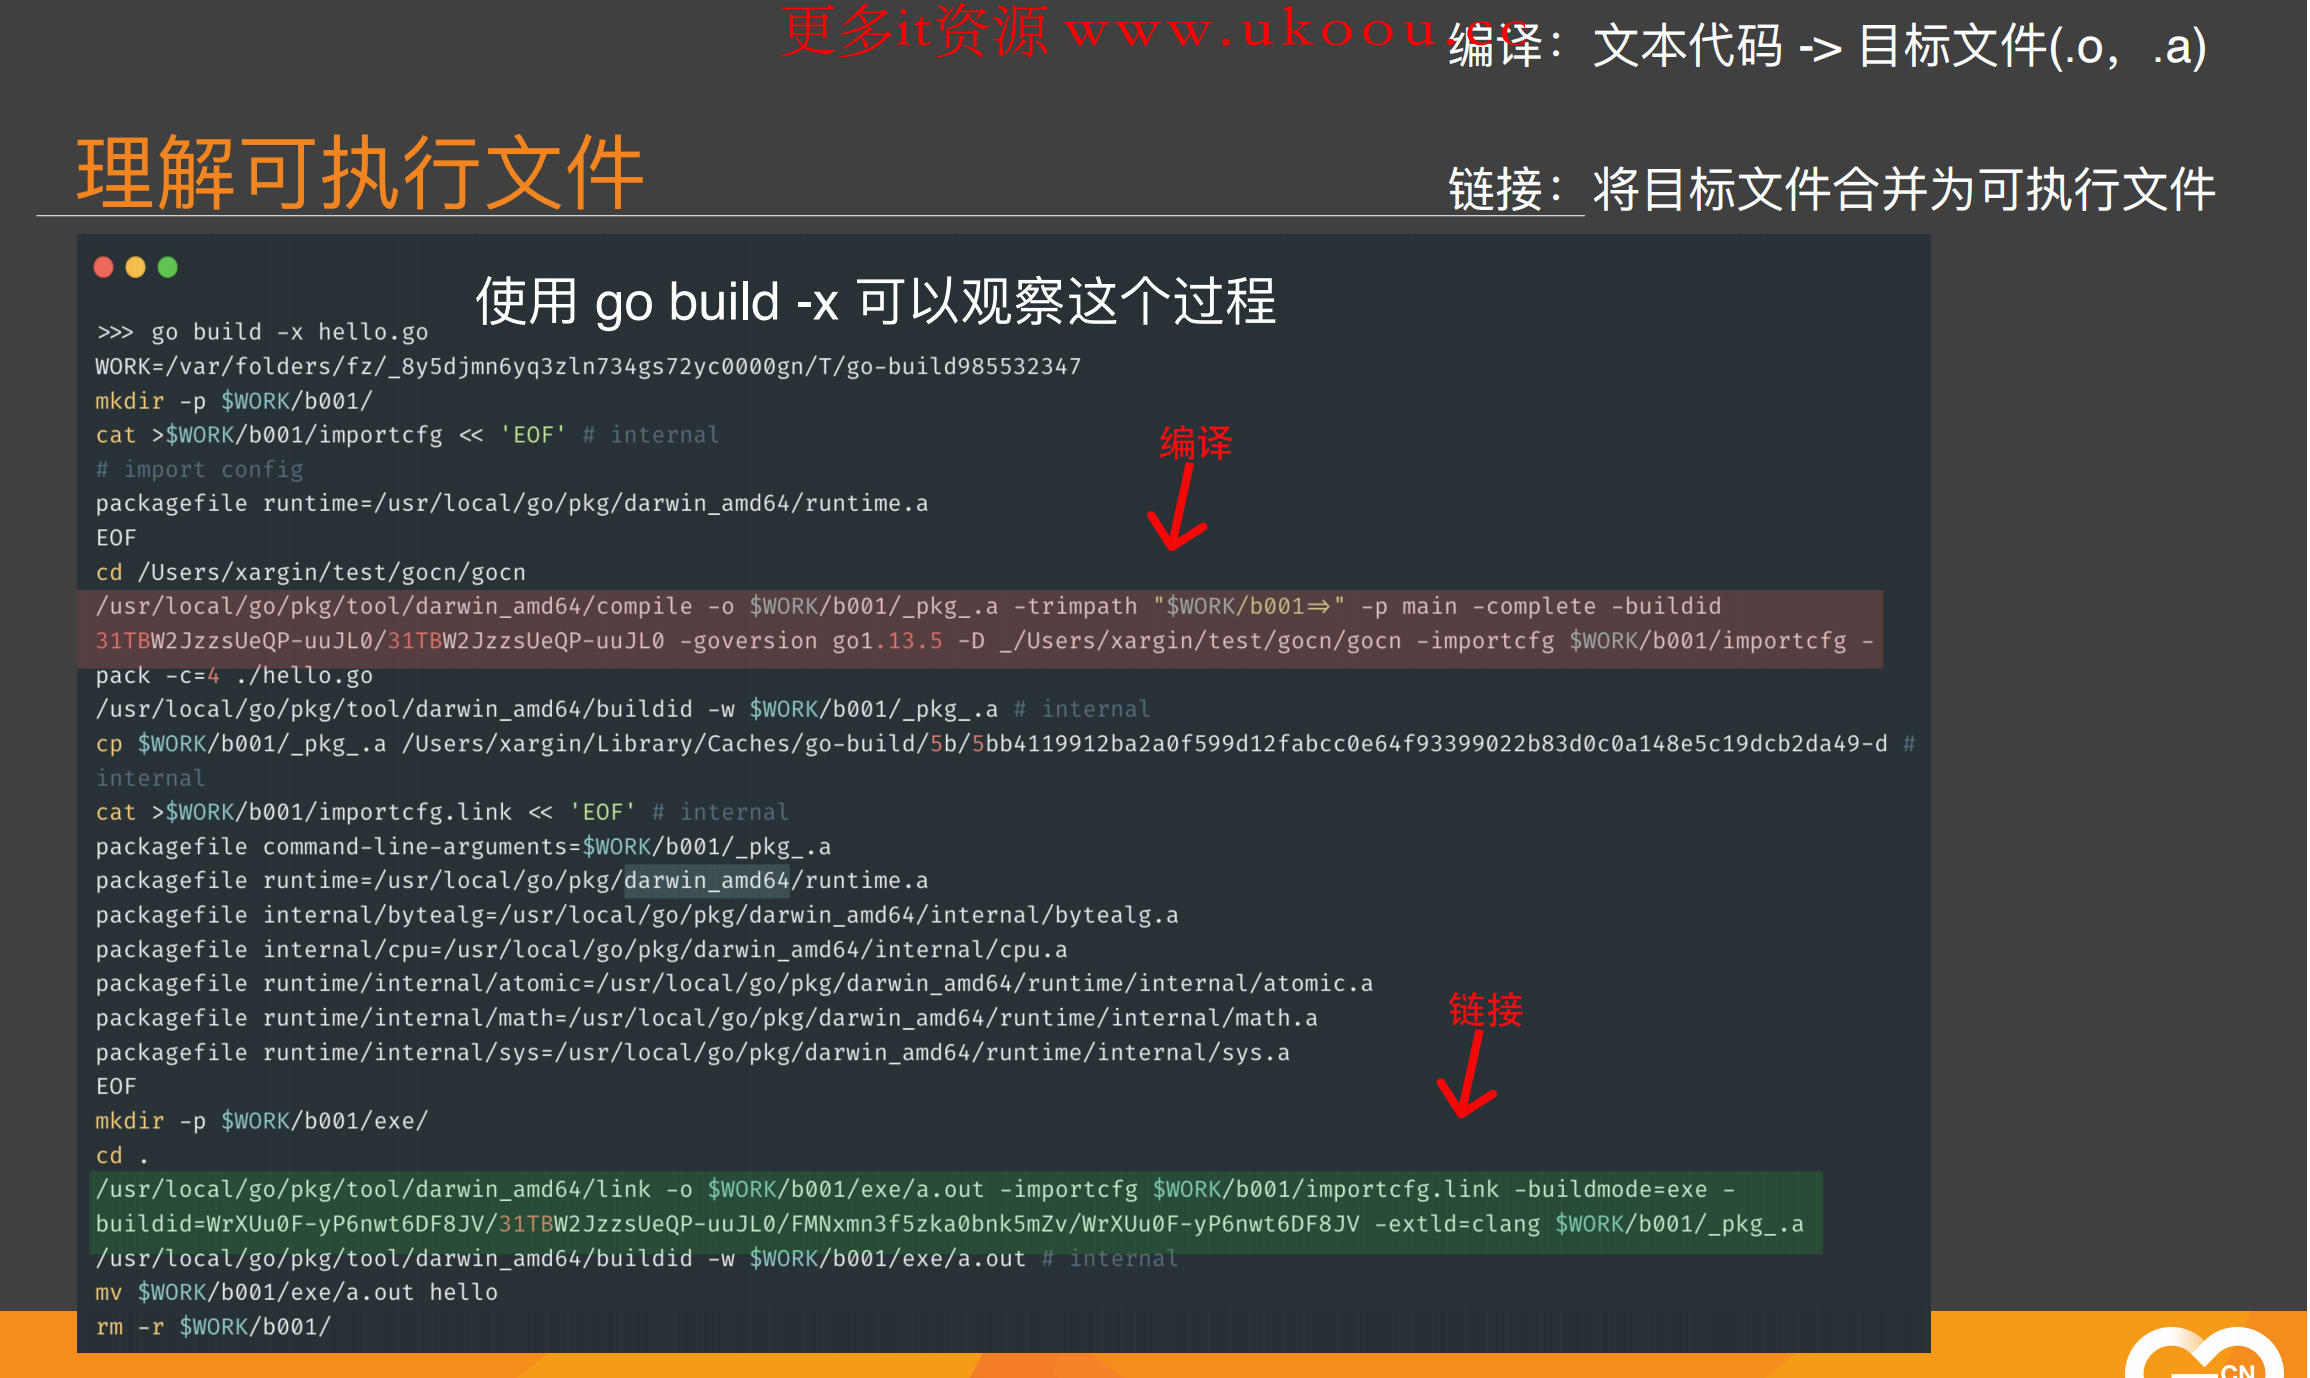 更多it资源 www.ukoou.cc
编译：文本代码 -> 目标文件(.o，.a)
理解可执行文件
链接：将目标文件合并为可执行文件
使用 go build -x 可以观察这个过程
>>> go build -x hello.go
WORK=/var/folders/fz/_8y5djmn6yq3zln734gs72yc0000gn/T/go-build985532347
mkdir -p $WORK/b001/
cat >$WORK/b001/importcfg << 'EOF' # internal
# import config
packagefile runtime=/usr/local/go/pkg/darwin_amd64/runtime.a
EOF
cd /Users/xargin/test/gocn/gocn
编译
/usr/local/go/pkg/tool/darwin_amd64/compile -o $WORK/b001/_pkg_.a -trimpath "$WORK/b001=>" -p main -complete -buildid
31TBW2JzzsUeQP-uuJL0/31TBW2JzzsUeQP-uuJL0 -goversion go1.13.5 -D _/Users/xargin/test/gocn/gocn -importcfg $WORK/b001/importcfg -
pack -c=4 ./hello.go
/usr/local/go/pkg/tool/darwin_amd64/buildid -w $WORK/b001/_pkg_.a # internal
cp $WORK/b001/_pkg_.a /Users/xargin/Library/Caches/go-build/5b/5bb4119912ba2a0f599d12fabcc0e64f93399022b83d0c0a148e5c19dcb2da49-d #
internal
cat >$WORK/b001/importcfg.link << 'EOF' # internal
packagefile command-line-arguments=$WORK/b001/_pkg_.a
packagefile runtime=/usr/local/go/pkg/darwin_amd64/runtime.a
packagefile internal/bytealg=/usr/local/go/pkg/darwin_amd64/internal/bytealg.a
packagefile internal/cpu=/usr/local/go/pkg/darwin_amd64/internal/cpu.a
packagefile runtime/internal/atomic=/usr/local/go/pkg/darwin_amd64/runtime/internal/atomic.a
packagefile runtime/internal/math=/usr/local/go/pkg/darwin_amd64/runtime/internal/math.a
packagefile runtime/internal/sys=/usr/local/go/pkg/darwin_amd64/runtime/internal/sys.a
EOF
mkdir -p $WORK/b001/exe/
cd .
链接
/usr/local/go/pkg/tool/darwin_amd64/link -o $WORK/b001/exe/a.out -importcfg $WORK/b001/importcfg.link -buildmode=exe -
buildid=WrXUu0F-yP6nwt6DF8JV/31TBW2JzzsUeQP-uuJL0/FMNxmn3f5zka0bnk5mZv/WrXUu0F-yP6nwt6DF8JV -extld=clang $WORK/b001/_pkg_.a
/usr/local/go/pkg/tool/darwin_amd64/buildid -w $WORK/b001/exe/a.out # internal
mv $WORK/b001/exe/a.out hello
rm -r $WORK/b001/
CN